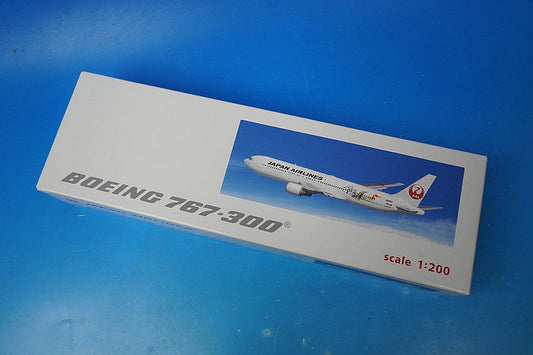 JAPAN AIRLINES
BOEING 767-300®
scale 1:200